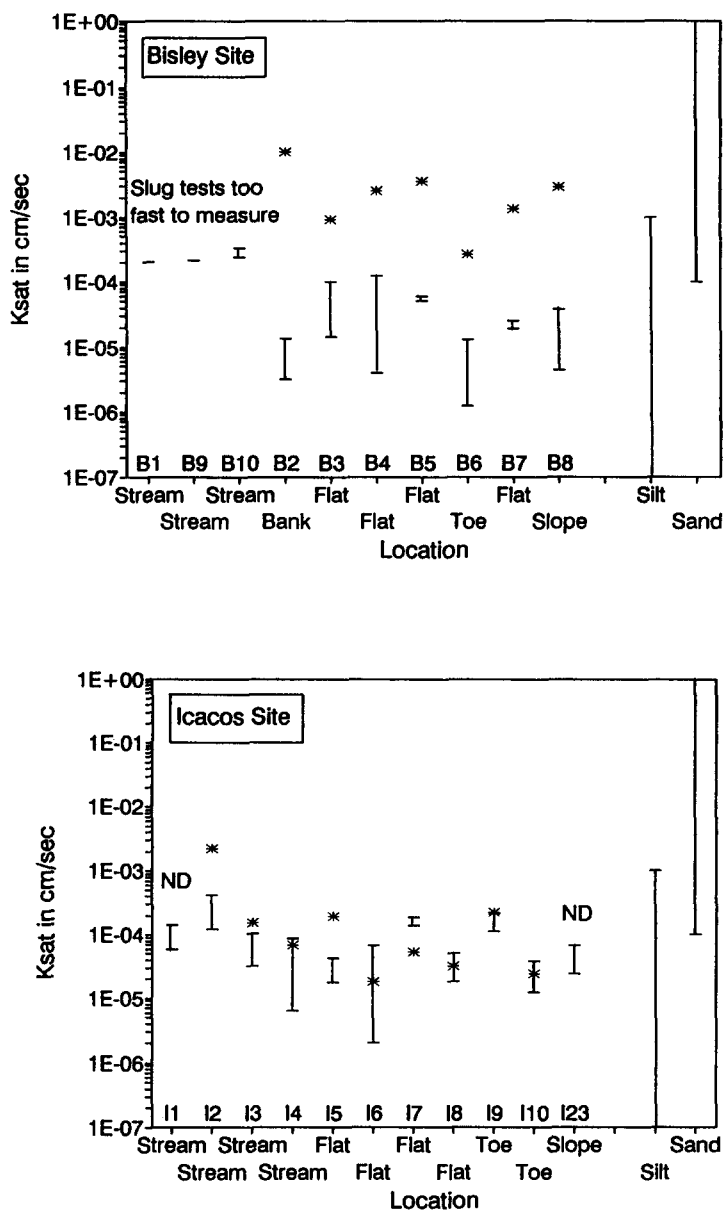 Bisley Site
1E+00
1E-01
1E-02
1E-03
1E-04
1E-05
1E-06
1E-07
Ksat in cm/sec
Slug tests too
fast to measure
B1 B9 B10 B2 B3 B4 B5 B6 B7 B8
Stream Stream Flat Flat Flat Silt
Stream Bank Flat Toe Slope Sand
Location
Icacos Site
1E+00
1E-01
1E-02
1E-03
1E-04
1E-05
1E-06
1E-07
Ksat in cm/sec
ND
ND
I1 I2 I3 I4 I5 I6 I7 I8 I9 I10 I23
Stream Stream Flat Flat Toe Slope Sand
Stream Stream Flat Flat Toe Silt
Location